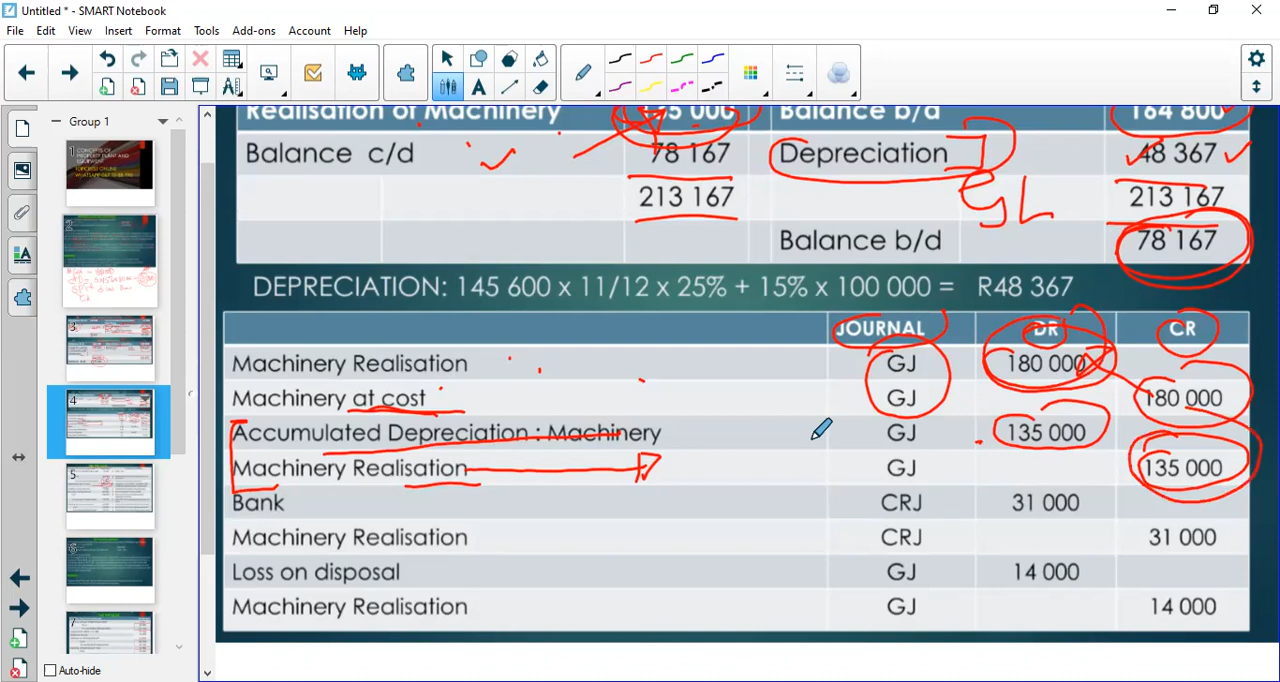 Untitled * - SMART Notebook
File Edit View Insert Format Tools Add-ons Account Help
Group 1
Realisation of Machinery 135 000 Balance b/d 164 800
Balance c/d 78 167 Depreciation J 48 367
213 167 GL 213 167
Balance b/d 78 167
DEPRECIATION: 145 600 x 11/12 x 25% + 15% x 100 000 = R48 367
JOURNAL DR CR
Machinery Realisation GJ 180 000
Machinery at cost GJ 180 000
Accumulated Depreciation : Machinery GJ 135 000
Machinery Realisation GJ 135 000
Bank CRJ 31 000
Machinery Realisation CRJ 31 000
Loss on disposal GJ 14 000
Machinery Realisation GJ 14 000
Auto-hide